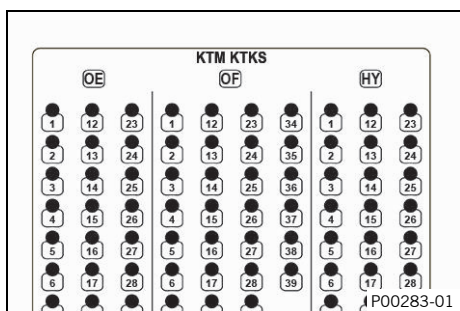 KTM KTKS
OE OF HY
1 12 23 1 12 23 34 1 12 23
2 13 24 2 13 24 35 2 13 24
3 14 25 3 14 25 36 3 14 25
4 15 26 4 15 26 37 4 15 26
5 16 27 5 16 27 38 5 16 27
6 17 28 6 17 28 39 6 17 28
P00283-01